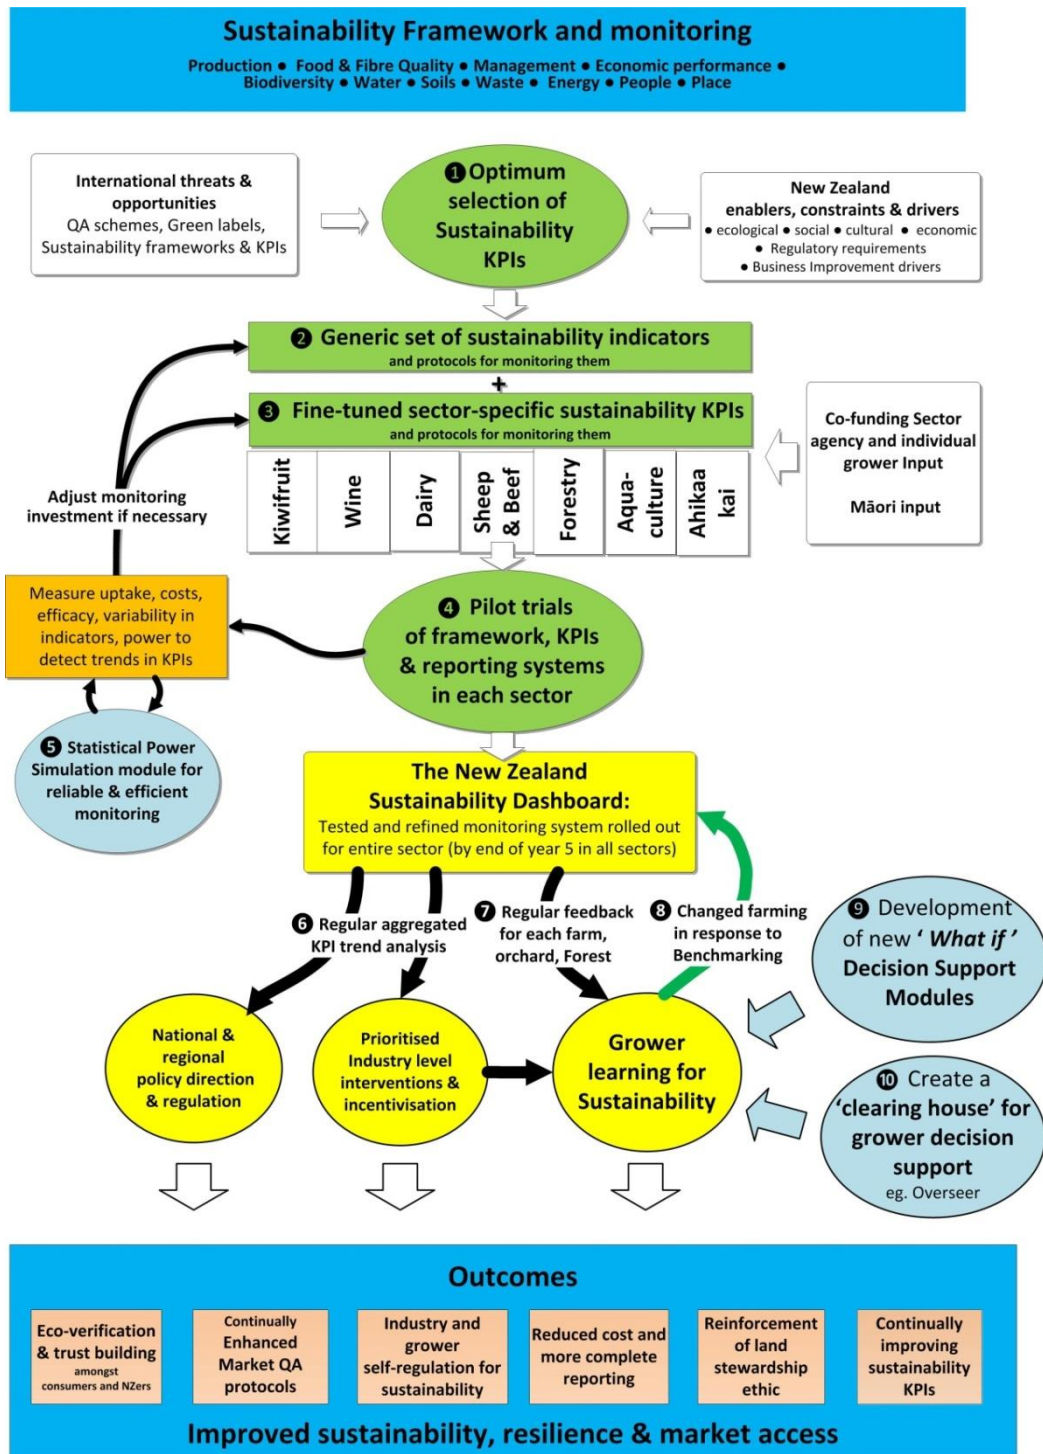 Sustainability Framework and monitoring
Production ● Food & Fibre Quality ● Management ● Economic performance ●
Biodiversity ● Water ● Soils ● Waste ● Energy ● People ● Place
International threats &
opportunities
QA schemes, Green labels,
Sustainability frameworks & KPIs
❶Optimum
selection of
Sustainability
KPIs
New Zealand
enablers, constraints & drivers
● ecological ● social ● cultural ● economic
● Regulatory requirements
● Business Improvement drivers
❷ Generic set of sustainability indicators
and protocols for monitoring them
+
❸ Fine-tuned sector-specific sustainability KPIs
and protocols for monitoring them
Kiwifruit
Wine
Dairy
Sheep
& Beef
Forestry
Aqua-
culture
Ahikaa
kai
Co-funding Sector
agency and individual
grower Input
Māori input
Adjust monitoring
investment if necessary
Measure uptake, costs,
efficacy, variability in
indicators, power to
detect trends in KPIs
❹ Pilot trials
of framework, KPIs
& reporting systems
in each sector
❺ Statistical Power
Simulation module for
reliable & efficient
monitoring
The New Zealand
Sustainability Dashboard:
Tested and refined monitoring system rolled out
for entire sector (by end of year 5 in all sectors)
❻ Regular aggregated
KPI trend analysis
❼ Regular feedback
for each farm,
orchard, Forest
❽ Changed farming
in response to
Benchmarking
❾ Development
of new ‘ What if ’
Decision Support
Modules
National &
regional
policy direction
& regulation
Prioritised
Industry level
interventions &
incentivisation
Grower
learning for
Sustainability
❿ Create a
‘clearing house’ for
grower decision
support
eg. Overseer
Outcomes
Eco-verification
& trust building
amongst
consumers and NZers
Continually
Enhanced
Market QA
protocols
Industry and
grower
self-regulation for
sustainability
Reduced cost and
more complete
reporting
Reinforcement
of land
stewardship
ethic
Continually
improving
sustainability
KPIs
Improved sustainability, resilience & market access